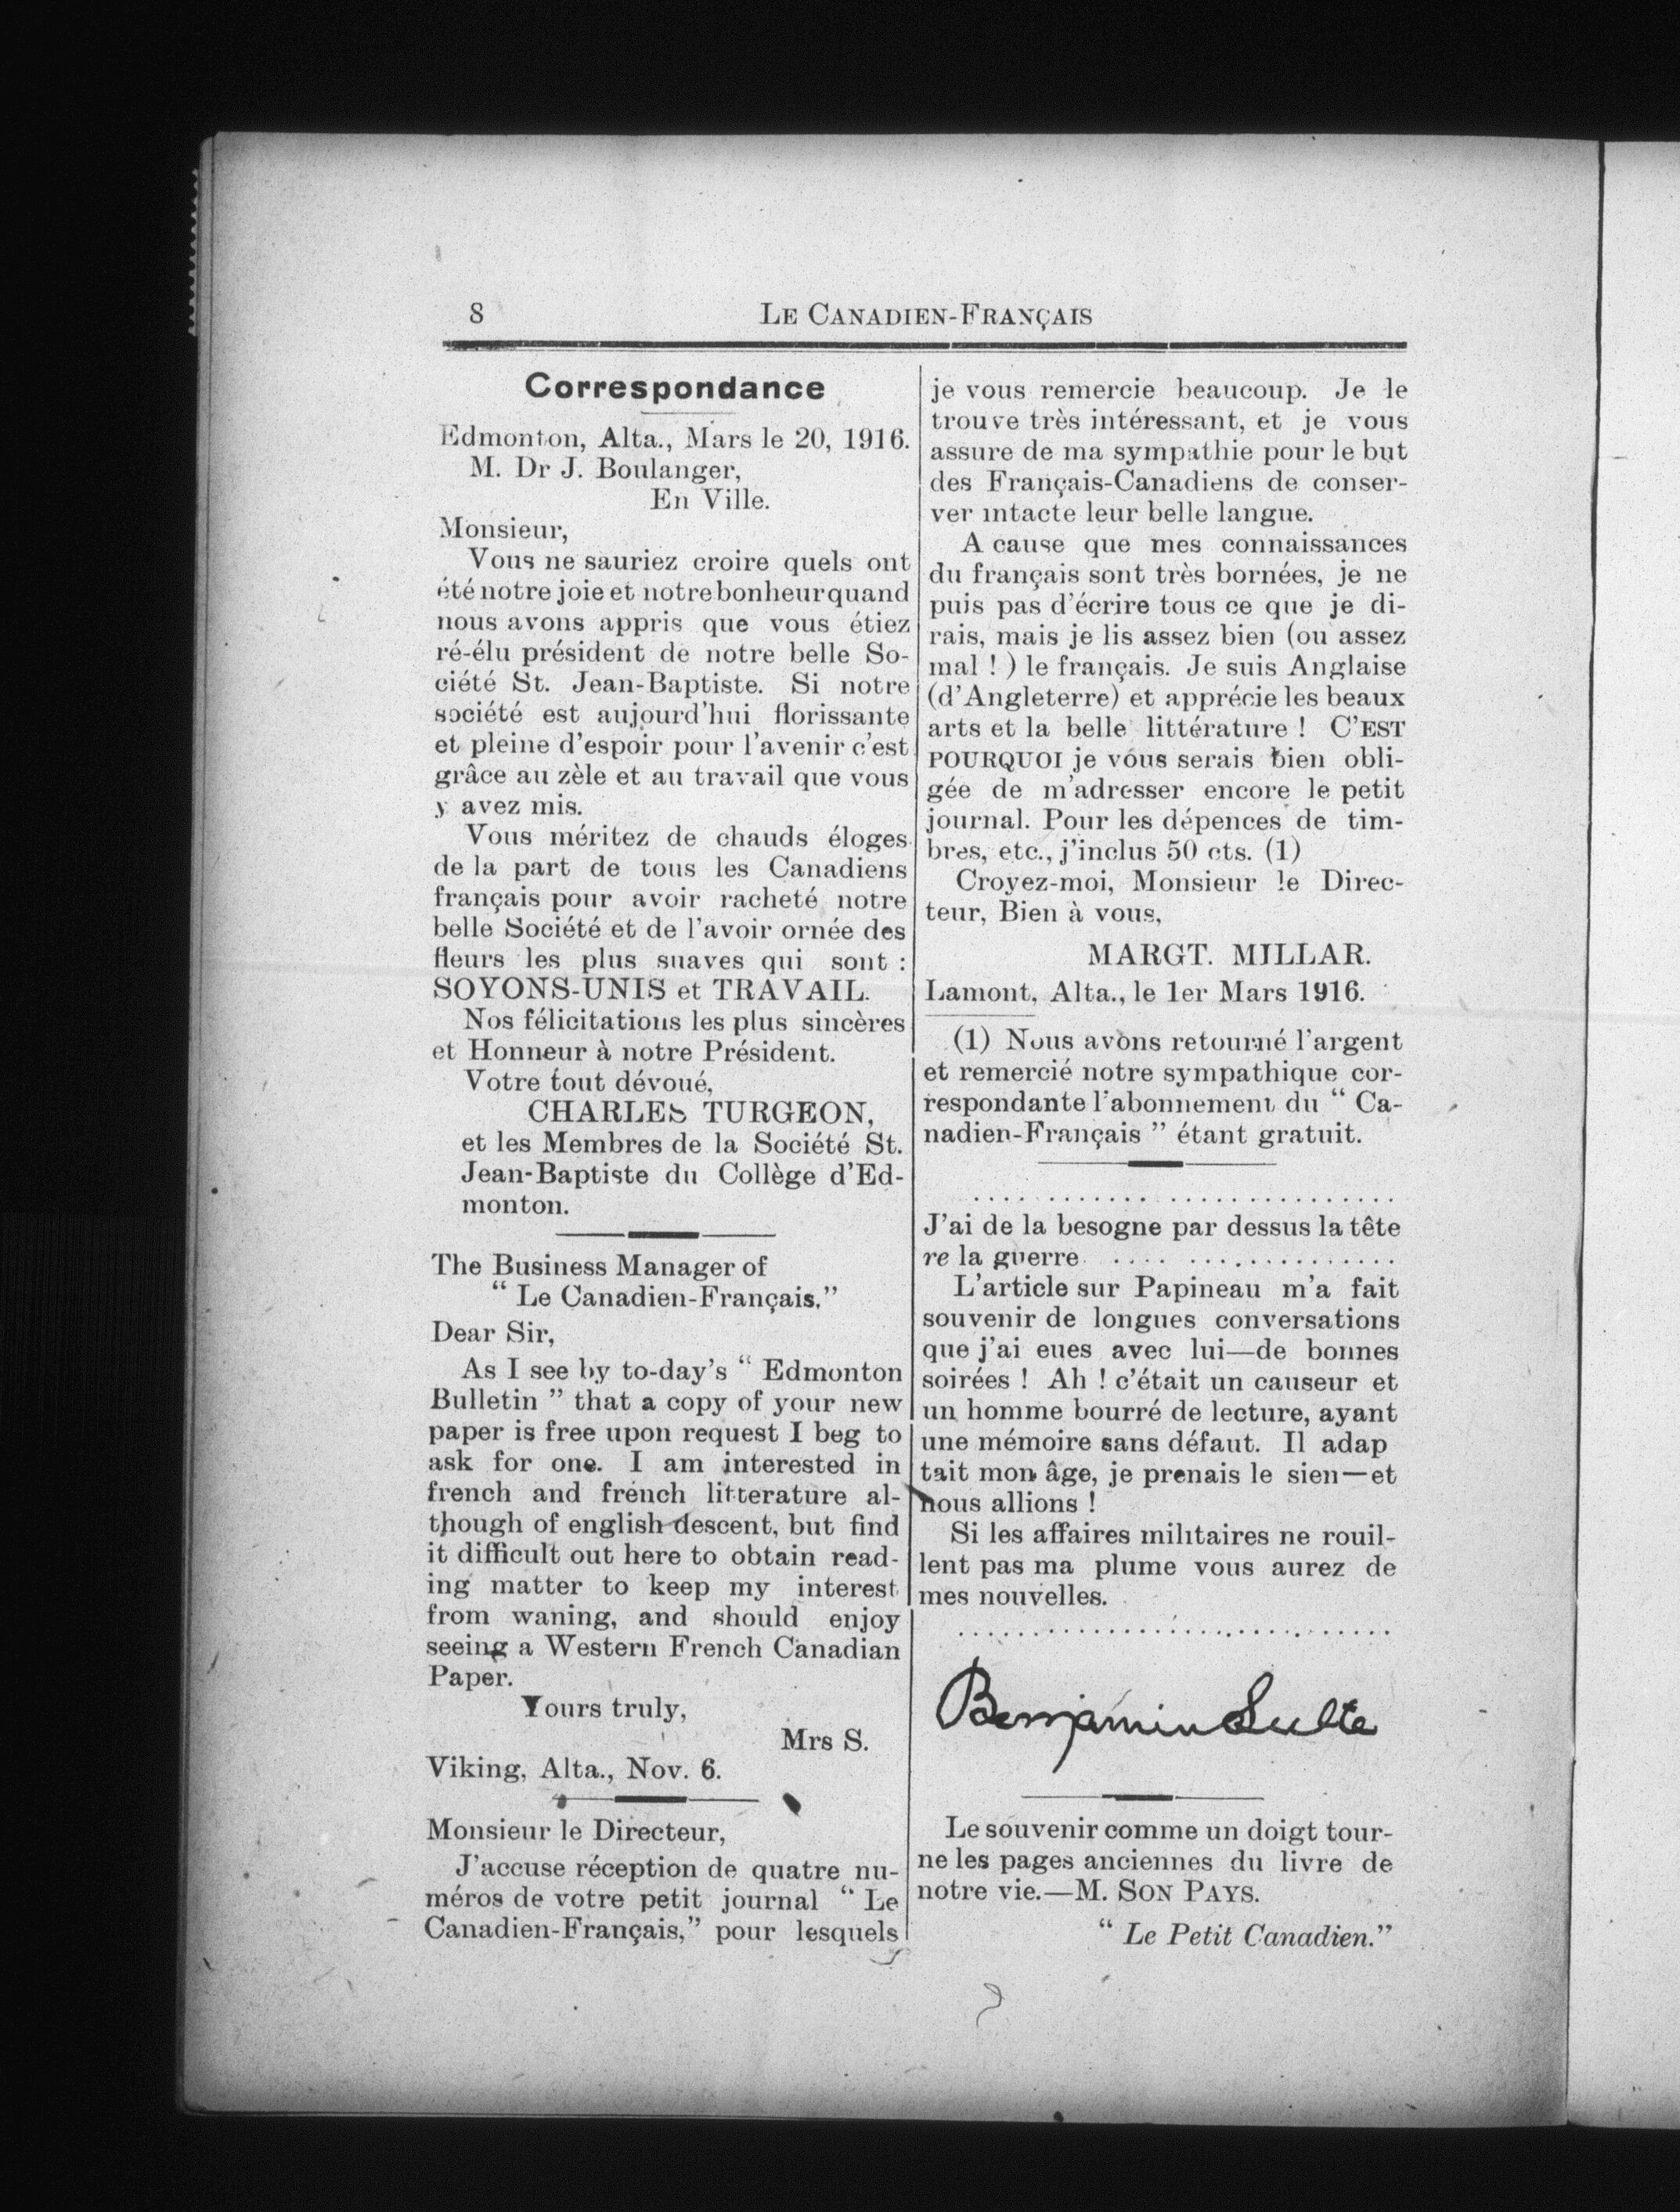 8
LE CANADIEN-FRANÇAIS
Correspondance
Edmonton, Alta., Mars le 20, 1916.
M. Dr J. Boulanger,
En Ville.
Monsieur,
Vous ne sauriez croire quels ont
été notre joie et notre bonheur quand
nous avons appris que vous étiez
ré-élu président de notre belle So-
ciété St. Jean-Baptiste. Si notre
société est aujourd'hui florissante
et pleine d'espoir pour l'avenir c'est
grâce au zèle et au travail que vous
y avez mis.
Vous méritez de chauds éloges
de la part de tous les Canadiens
français pour avoir racheté notre
belle Société et de l'avoir ornée des
fleurs les plus suaves qui sont :
SOYONS-UNIS et TRAVAIL.
Nos félicitations les plus sincères
et Honneur à notre Président.
Votre tout dévoué,
CHARLES TURGEON,
et les Membres de la Société St.
Jean-Baptiste du Collège d'Ed-
monton.
The Business Manager of
“ Le Canadien-Français.”
Dear Sir,
As I see by to-day's “ Edmonton
Bulletin ” that a copy of your new
paper is free upon request I beg to
ask for one. I am interested in
french and french litterature al-
though of english descent, but find
it difficult out here to obtain read-
ing matter to keep my interest
from waning, and should enjoy
seeing a Western French Canadian
Paper.
Yours truly,
Mrs S.
Viking, Alta., Nov. 6.
Monsieur le Directeur,
J'accuse réception de quatre nu-
méros de votre petit journal “ Le
Canadien-Français,” pour lesquels
je vous remercie beaucoup. Je le
trouve très intéressant, et je vous
assure de ma sympathie pour le but
des Français-Canadiens de conser-
ver intacte leur belle langue.
A cause que mes connaissances
du français sont très bornées, je ne
puis pas d'écrire tous ce que je di-
rais, mais je lis assez bien (ou assez
mal ! ) le français. Je suis Anglaise
(d'Angleterre) et apprécie les beaux
arts et la belle littérature ! C'EST
POURQUOI je vous serais bien obli-
gée de m'adresser encore le petit
journal. Pour les dépences de tim-
bres, etc., j'inclus 50 cts. (1)
Croyez-moi, Monsieur le Direc-
teur, Bien à vous,
MARGT. MILLAR.
Lamont, Alta., le 1er Mars 1916.
(1) Nous avons retourné l'argent
et remercié notre sympathique cor-
respondante l'abonnement du “ Ca-
nadien-Français ” étant gratuit.
. . . . . . . . . . . . . . . . . . . . . . . . . . . .
J'ai de la besogne par dessus la tête
re la guerre. . . . . . . . . . . . . . . . . . .
L'article sur Papineau m'a fait
souvenir de longues conversations
que j'ai eues avec lui—de bonnes
soirées ! Ah ! c'était un causeur et
un homme bourré de lecture, ayant
une mémoire sans défaut. Il adap
tait mon âge, je prenais le sien—et
nous allions !
Si les affaires militaires ne rouil-
lent pas ma plume vous aurez de
mes nouvelles.
. . . . . . . . . . . . . . . . . . . . . . . . . . . . .
Benjamin Sulte
Le souvenir comme un doigt tour-
ne les pages anciennes du livre de
notre vie.—M. SON PAYS.
“ Le Petit Canadien.”